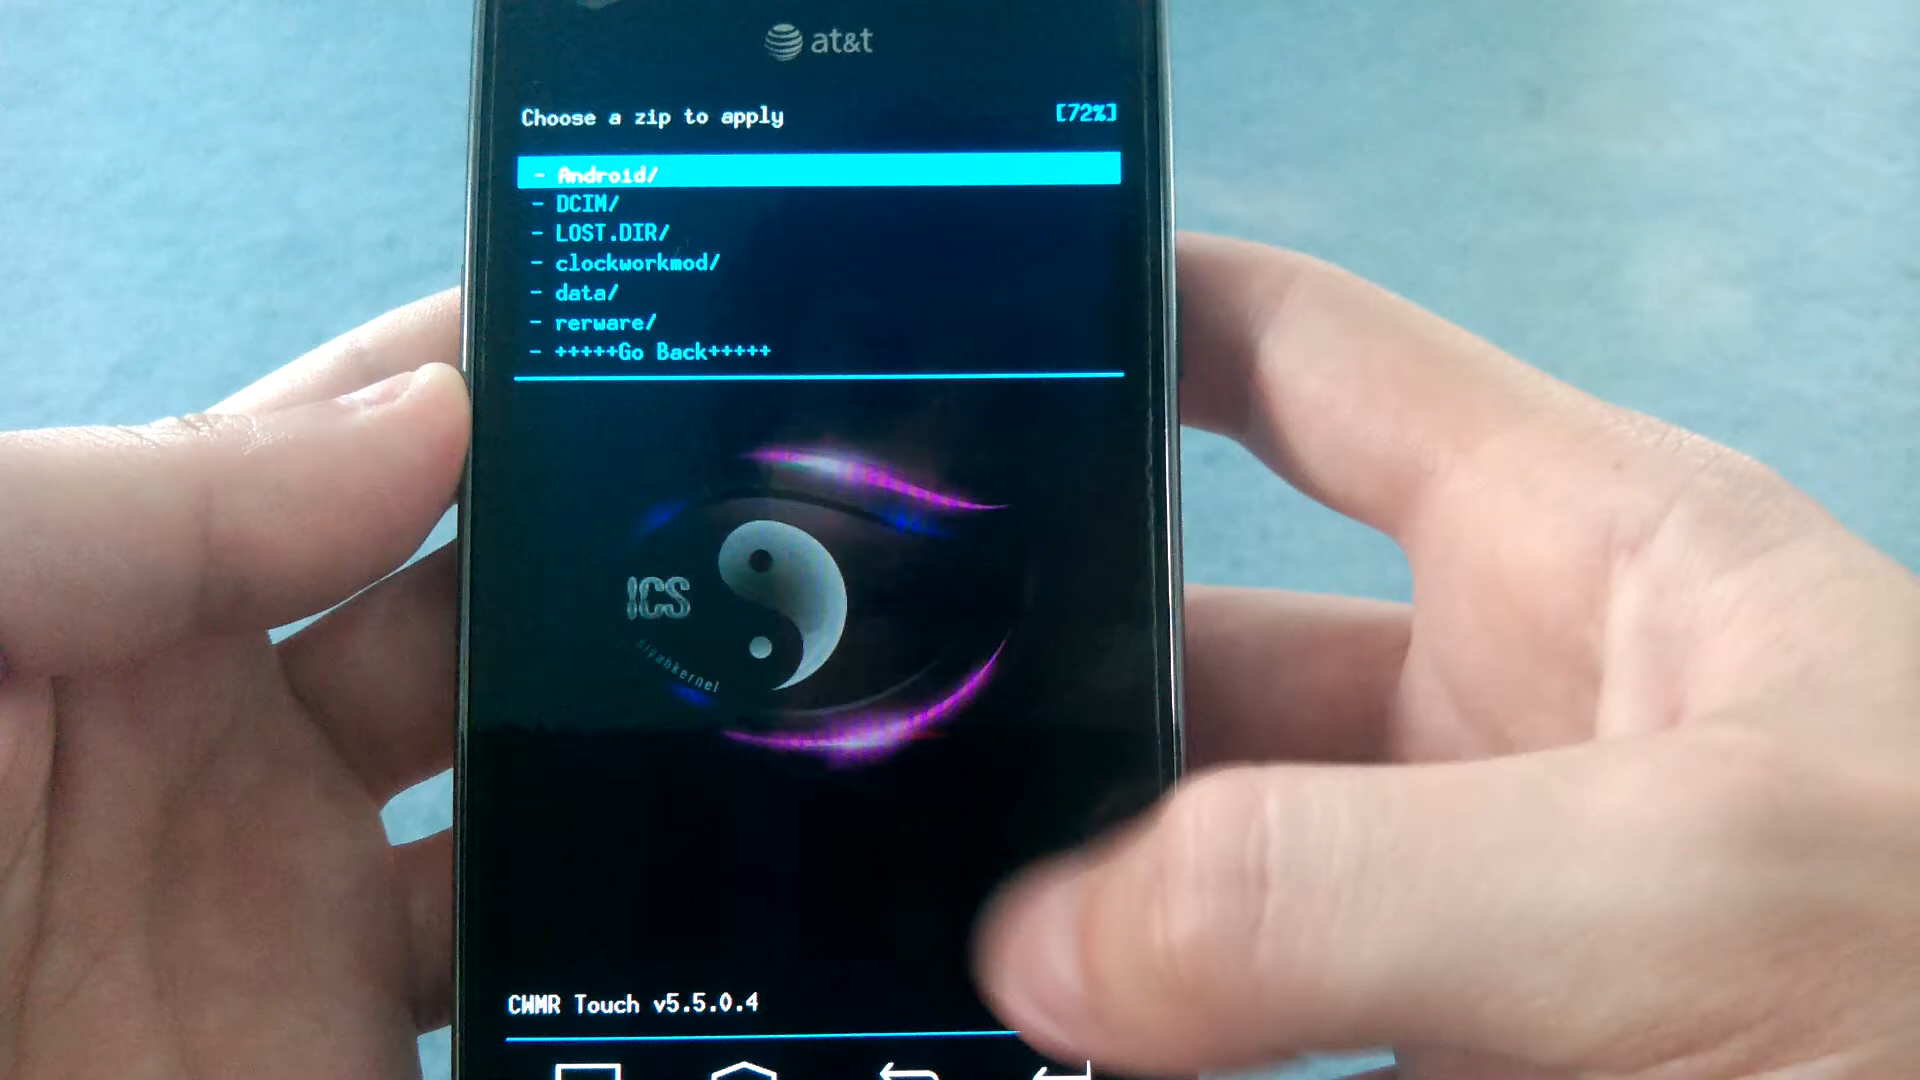 at&t
Choose a zip to apply [72%]
- Android/
- DCIM/
- LOST.DIR/
- clockworkmod/
- data/
- rerware/
- +++++Go Back+++++
ICS
siyahkernel
CWMR Touch v5.5.0.4